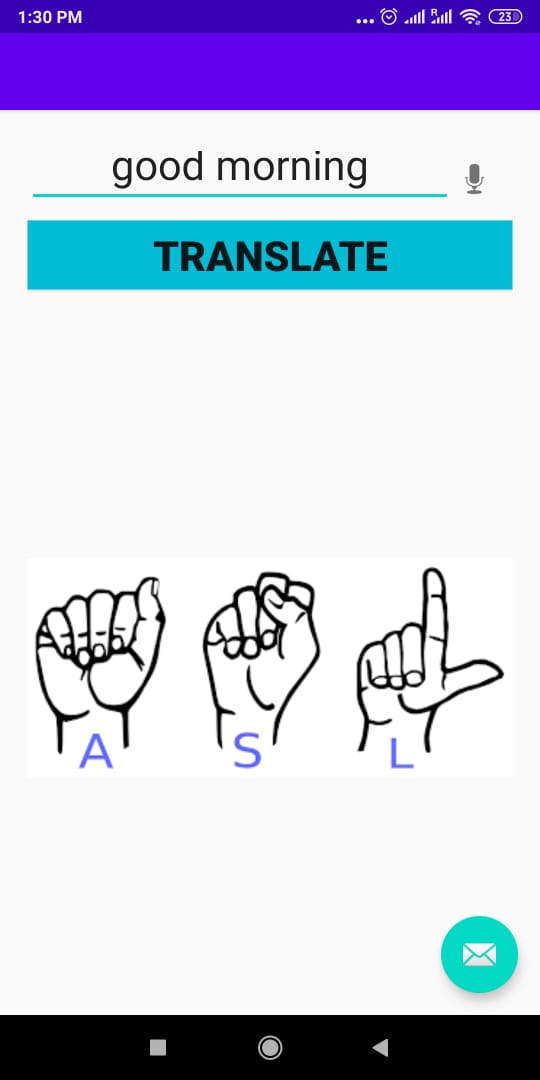 1:30 PM
R
23
good morning
TRANSLATE
A S L